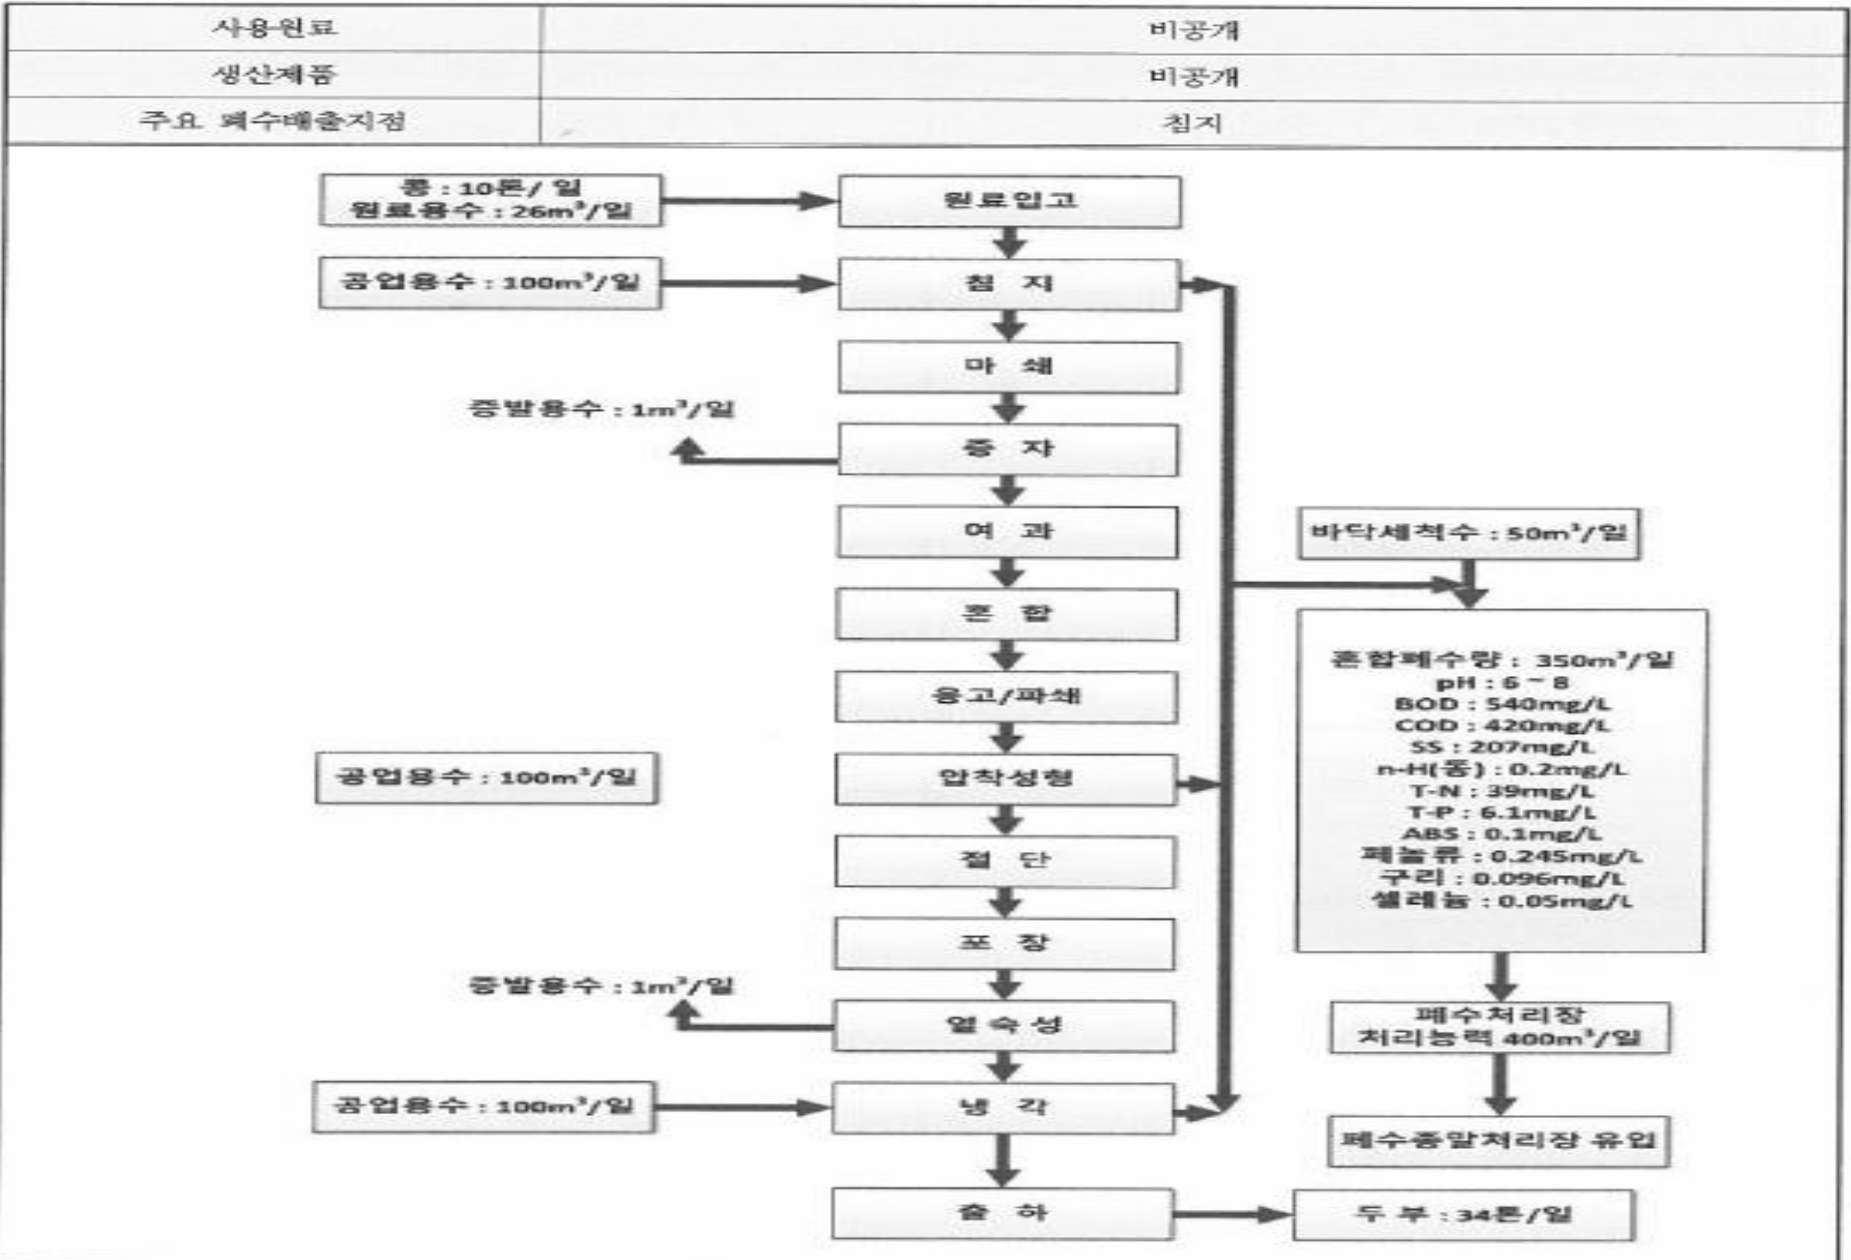 사용원료 비공개
생산제품 비공개
주요 폐수배출지점 침지
콩 : 10톤/ 일
원료용수 : 26m³/일
원료입고
공업용수 : 100m³/일
침 지
마 쇄
증발용수 : 1m³/일
증 자
여 과
바닥세척수 : 50m³/일
혼 합
혼합폐수량 : 350m³/일
pH : 6 ~ 8
BOD : 540mg/L
COD : 420mg/L
SS : 207mg/L
n-H(동) : 0.2mg/L
T-N : 39mg/L
T-P : 6.1mg/L
ABS : 0.1mg/L
페놀류 : 0.245mg/L
구리 : 0.096mg/L
셀레늄 : 0.05mg/L
응고/파쇄
공업용수 : 100m³/일
압착성형
절 단
포 장
증발용수 : 1m³/일
열숙성
폐수처리장
처리능력 400m³/일
공업용수 : 100m³/일
냉 각
폐수종말처리장 유입
출 하
두 부 : 34톤/일